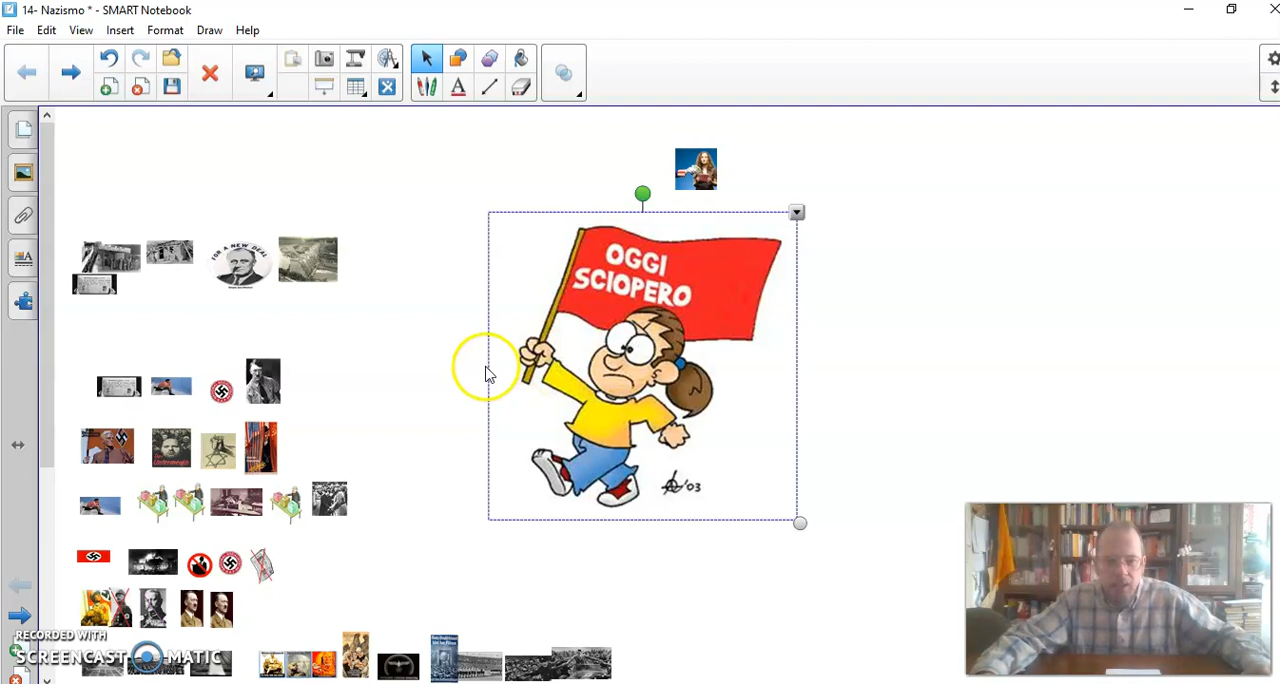 14- Nazismo * - SMART Notebook
File Edit View Insert Format Draw Help
FOR A NEW DEAL
OGGI
SCIOPERO
'03
RECORDED WITH
SCREENCAST MATIC